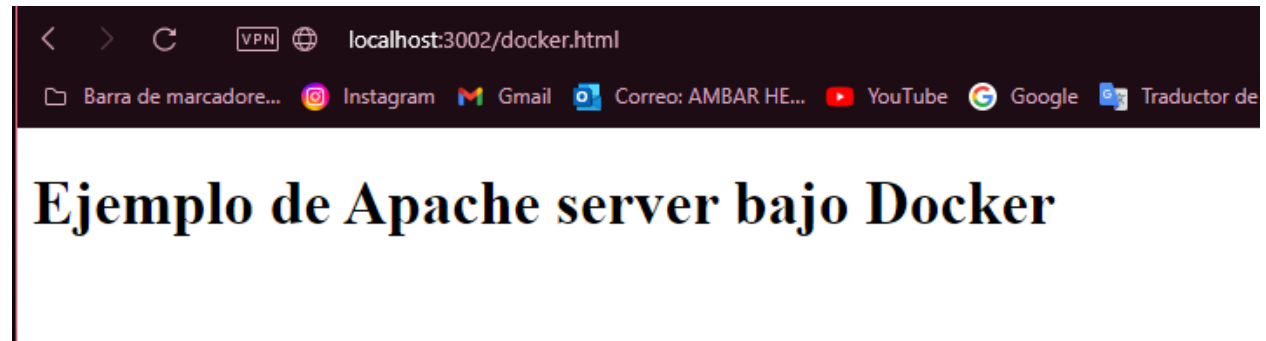 VPN localhost:3002/docker.html
Barra de marcadore... Instagram Gmail Correo: AMBAR HE... YouTube Google Traductor de
Ejemplo de Apache server bajo Docker